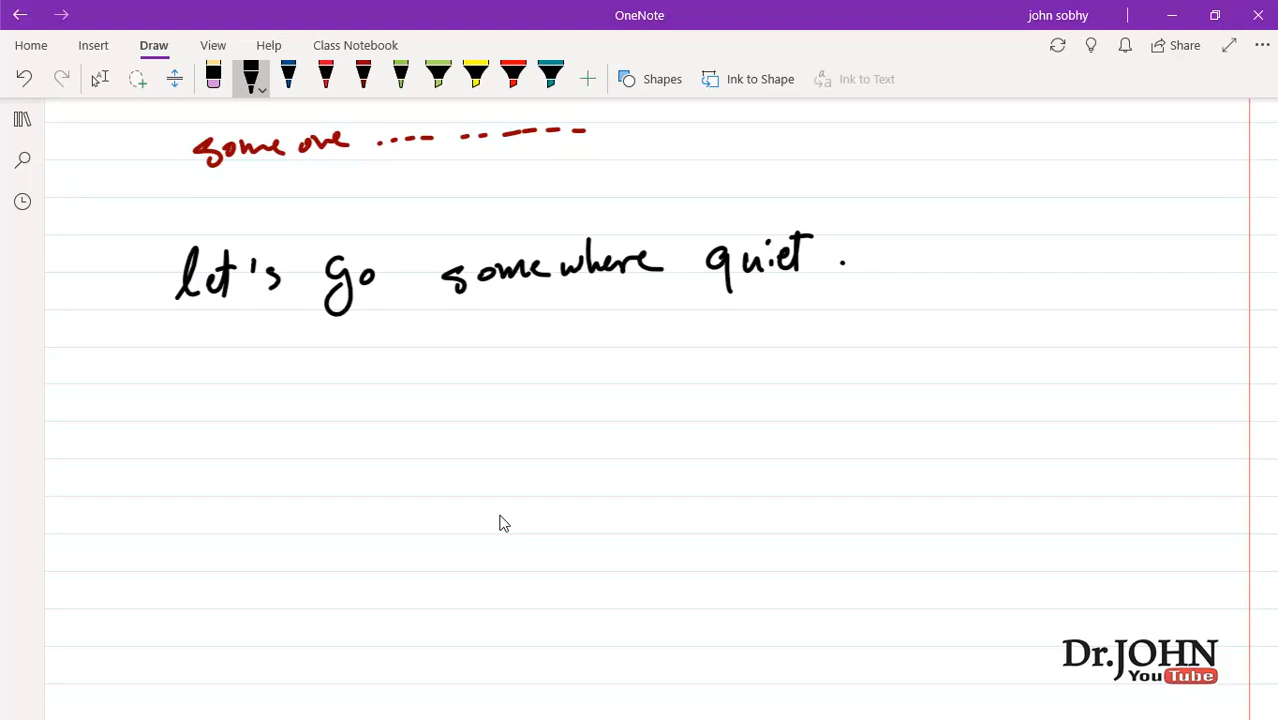 OneNote
john sobhy
Home Insert Draw View Help Class Notebook
Share
Shapes Ink to Shape Ink to Text
some one .... .. -----
let's go somewhere quiet .
Dr.JOHN
YouTube